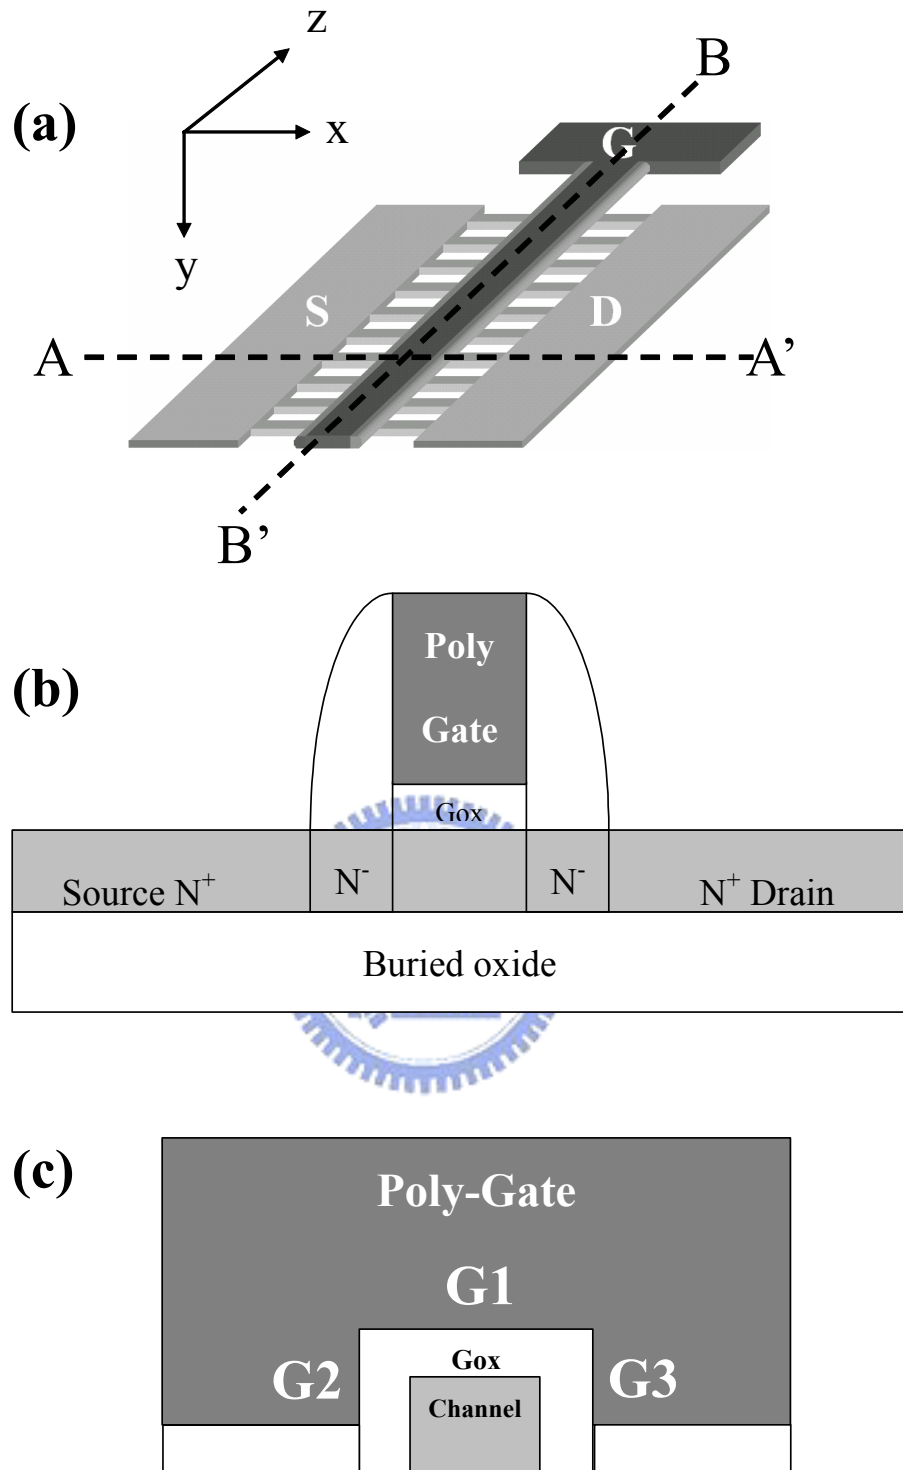 (a)
z
x
y
B
G
S
D
A
A’
B’
(b)
Poly
Gate
Gox
Source N⁺
N⁻
N⁻
N⁺ Drain
Buried oxide
(c)
Poly-Gate
G1
G2
Gox
G3
Channel